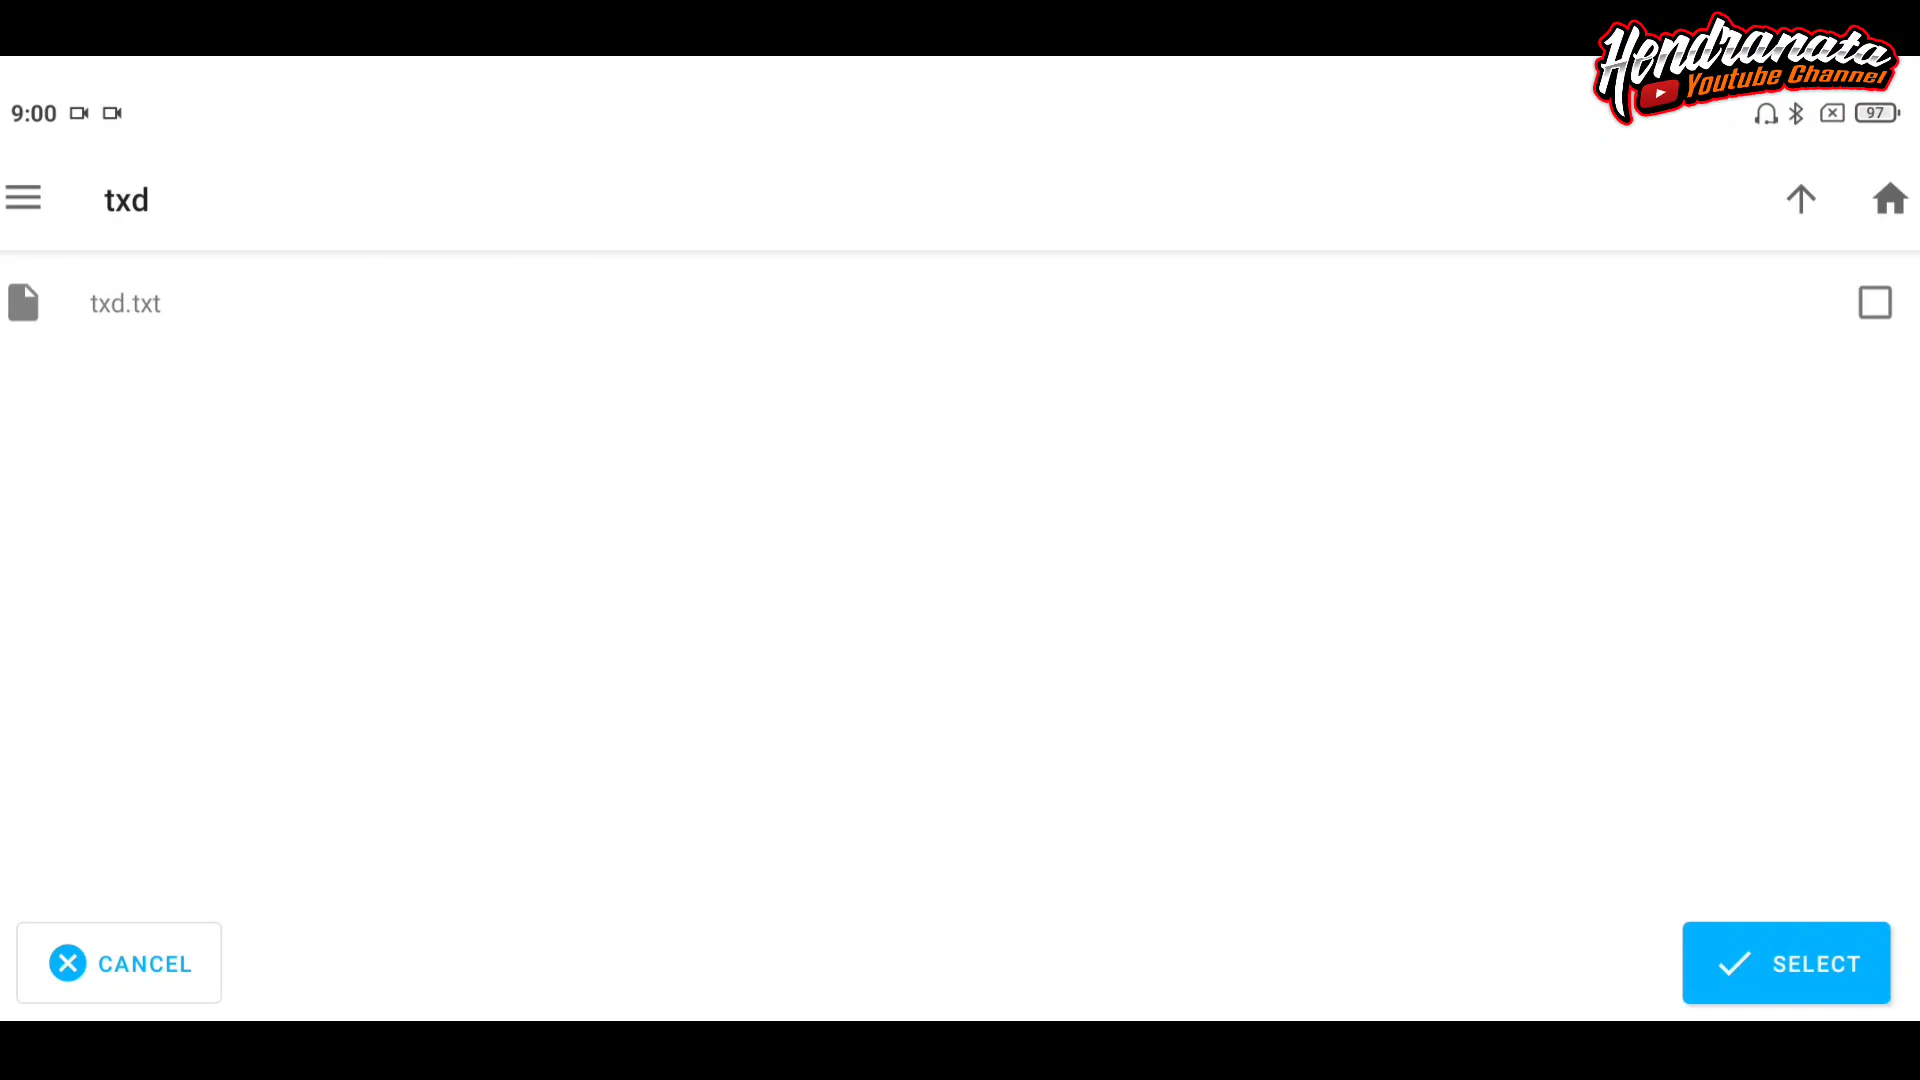 Hendranata
Youtube Channel
9:00
97
txd
txd.txt
CANCEL
SELECT